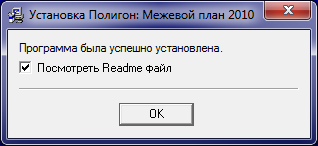 Установка Полигон: Межевой план 2010
Программа была успешно установлена.
Посмотреть Readme файл
OK